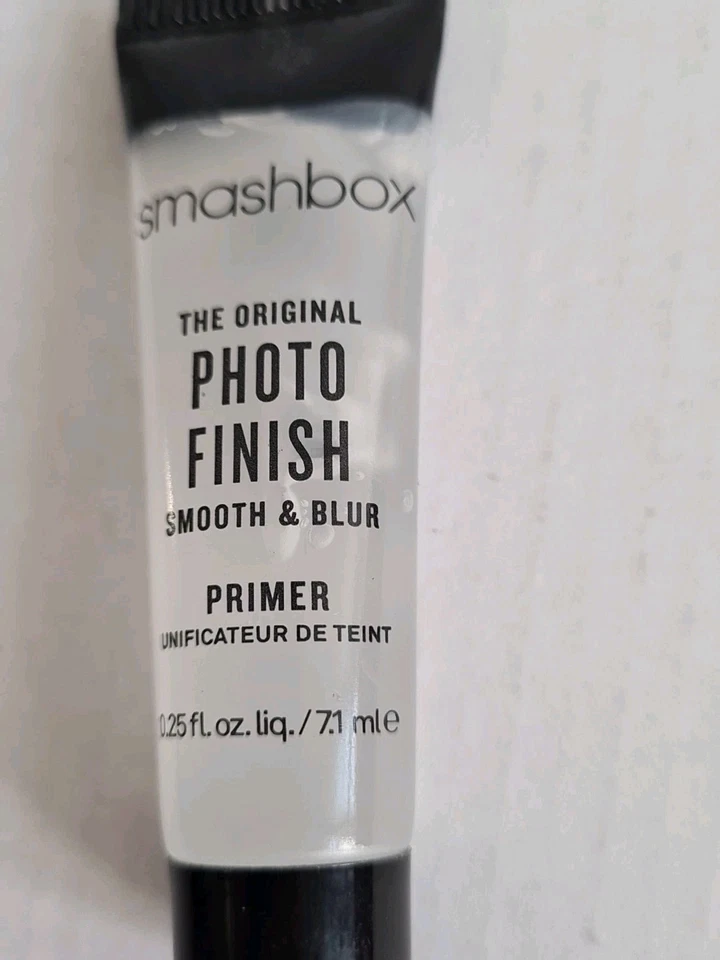 smashbox
THE ORIGINAL
PHOTO
FINISH
SMOOTH & BLUR
PRIMER
UNIFICATEUR DE TEINT
0.25 fl. oz. liq. / 7.1 ml e